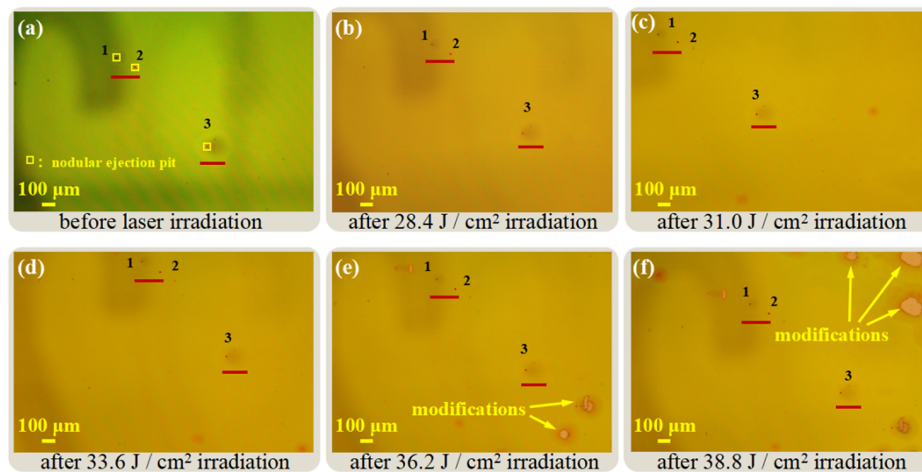 (a)
1
2
3
: nodular ejection pit
100 μm
before laser irradiation
(b)
1
2
3
100 μm
after 28.4 J / cm² irradiation
(c)
1
2
3
100 μm
after 31.0 J / cm² irradiation
(d)
1
2
3
100 μm
after 33.6 J / cm² irradiation
(e)
1
2
3
modifications
100 μm
after 36.2 J / cm² irradiation
(f)
1
2
modifications
3
100 μm
after 38.8 J / cm² irradiation